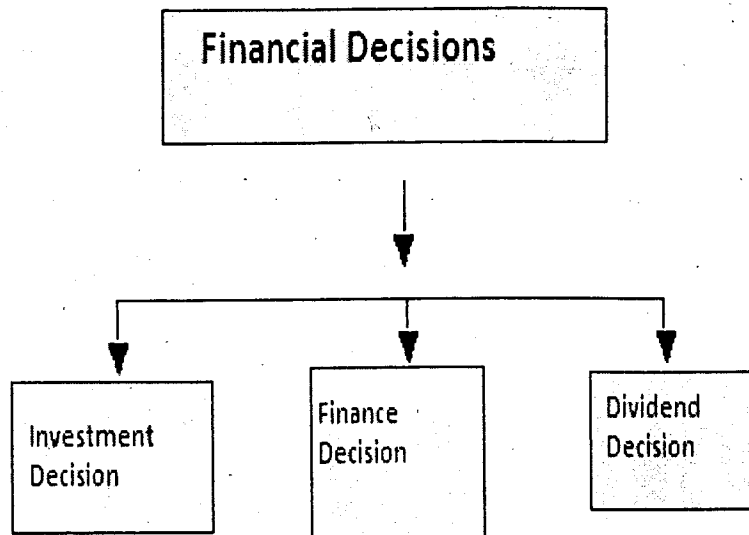 Financial Decisions
Investment
Decision
Finance
Decision
Dividend
Decision